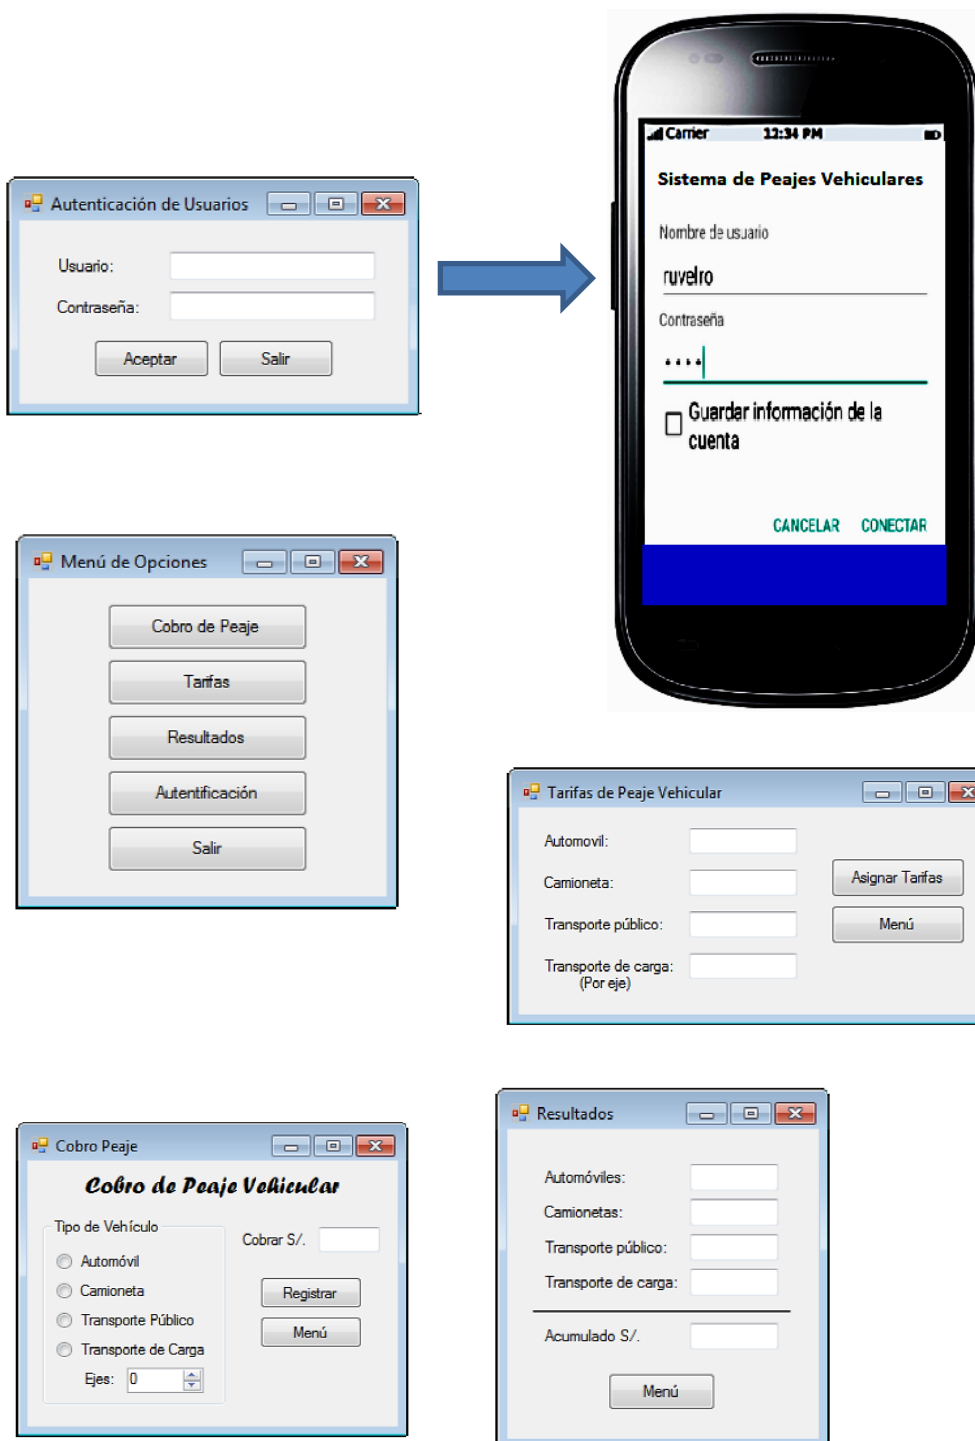 Carrier 12:34 PM
Sistema de Peajes Vehiculares
Nombre de usuario
ruvelro
Contraseña
••••
Guardar información de la
cuenta
CANCELAR CONECTAR
Autenticación de Usuarios
Usuario:
Contraseña:
Aceptar Salir
Menú de Opciones
Cobro de Peaje
Tarifas
Resultados
Autentificación
Salir
Tarifas de Peaje Vehicular
Automovil:
Camioneta:
Asignar Tarifas
Transporte público:
Menú
Transporte de carga:
(Por eje)
Cobro Peaje
Cobro de Peaje Vehicular
Tipo de Vehículo
Cobrar S/.
Automóvil
Camioneta
Registrar
Transporte Público
Menú
Transporte de Carga
Ejes: 0
Resultados
Automóviles:
Camionetas:
Transporte público:
Transporte de carga:
Acumulado S/.
Menú